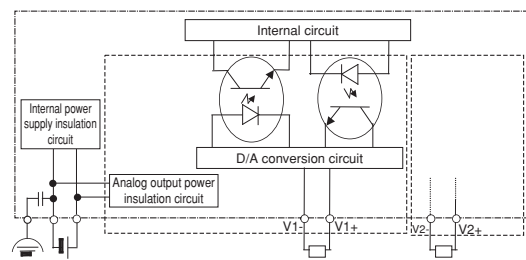 Internal circuit
Internal power
supply insulation
circuit
D/A conversion circuit
Analog output power
insulation circuit
V1-
V1+
V2-
V2+